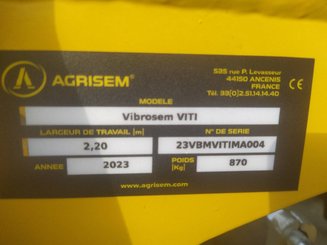 AGRISEM®
535 rue P. Levasseur
44150 ANCENIS
FRANCE
Tél. 33(0)2.51.14.14.40
CE
MODELE
Vibrosem VITI
LARGEUR DE TRAVAIL (m)
N° DE SERIE
2,20
23VBMVITIMA004
ANNEE
2023
POIDS (Kg)
870
www.agrisem.com